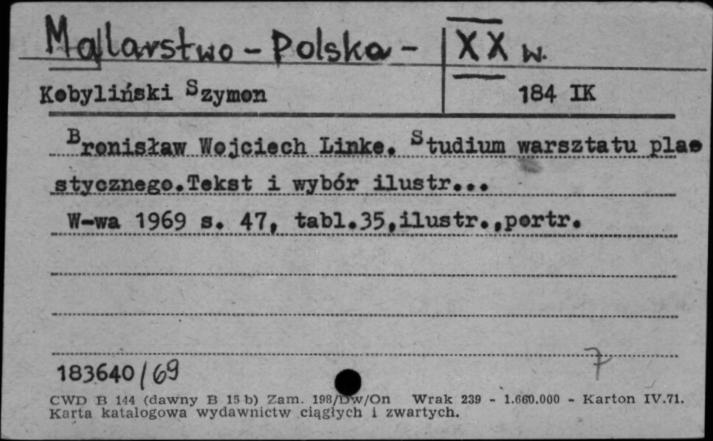 Malarstwo - Polska - XX w.
Kobyliński Szymon 184 IK
Bronisław Wojciech Linke. Studium warsztatu pla-
stycznego.Tekst i wybór ilustr...
W-wa 1969 s. 47, tabl.35,ilustr.,portr.
183640/69 7
CWD B 144 (dawny B 15 b) Zam. 198/Dw/On Wrak 239 - 1.660.000 - Karton IV.71.
Karta katalogowa wydawnictw ciągłych i zwartych.